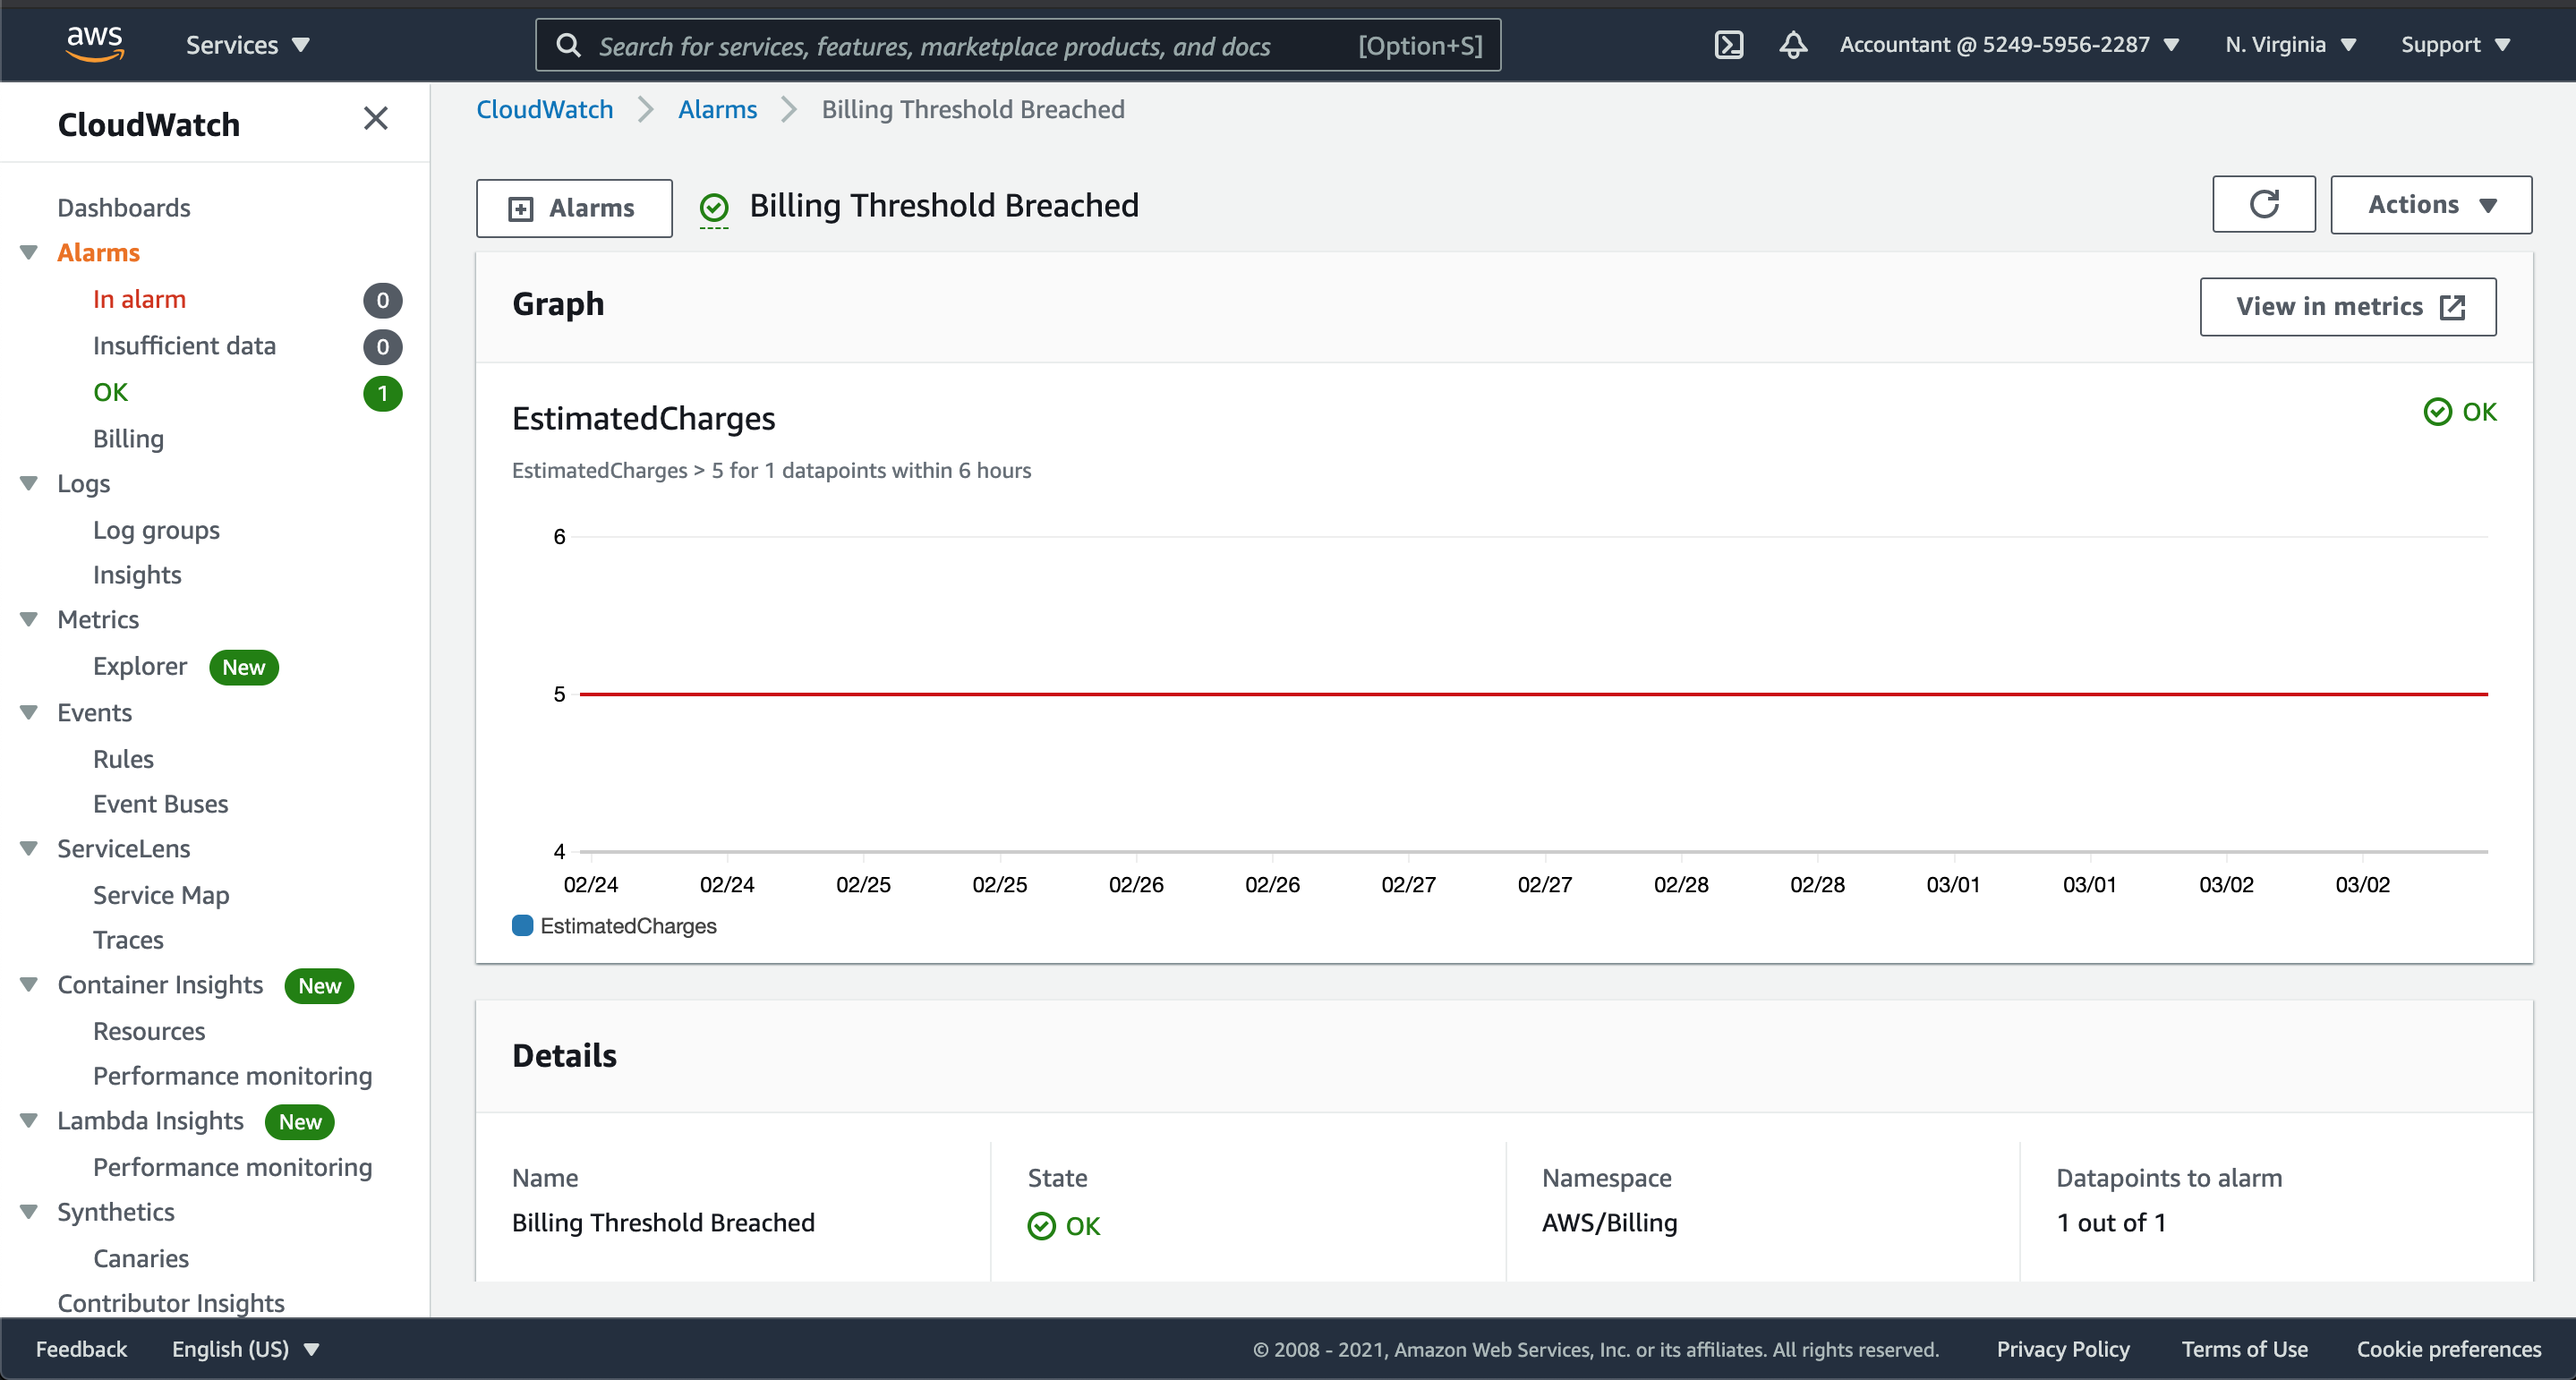 aws
Services
Search for services, features, marketplace products, and docs [Option+S]
Accountant @ 5249-5956-2287
N. Virginia
Support
CloudWatch
Dashboards
Alarms
In alarm 0
Insufficient data 0
OK 1
Billing
Logs
Log groups
Insights
Metrics
Explorer New
Events
Rules
Event Buses
ServiceLens
Service Map
Traces
Container Insights New
Resources
Performance monitoring
Lambda Insights New
Performance monitoring
Synthetics
Canaries
Contributor Insights
CloudWatch Alarms Billing Threshold Breached
Alarms
Billing Threshold Breached
Actions
Graph
View in metrics
EstimatedCharges
OK
EstimatedCharges > 5 for 1 datapoints within 6 hours
6
5
4
02/24 02/24 02/25 02/25 02/26 02/26 02/27 02/27 02/28 02/28 03/01 03/01 03/02 03/02
EstimatedCharges
Details
Name
Billing Threshold Breached
State
OK
Namespace
AWS/Billing
Datapoints to alarm
1 out of 1
Feedback
English (US)
© 2008 - 2021, Amazon Web Services, Inc. or its affiliates. All rights reserved.
Privacy Policy
Terms of Use
Cookie preferences